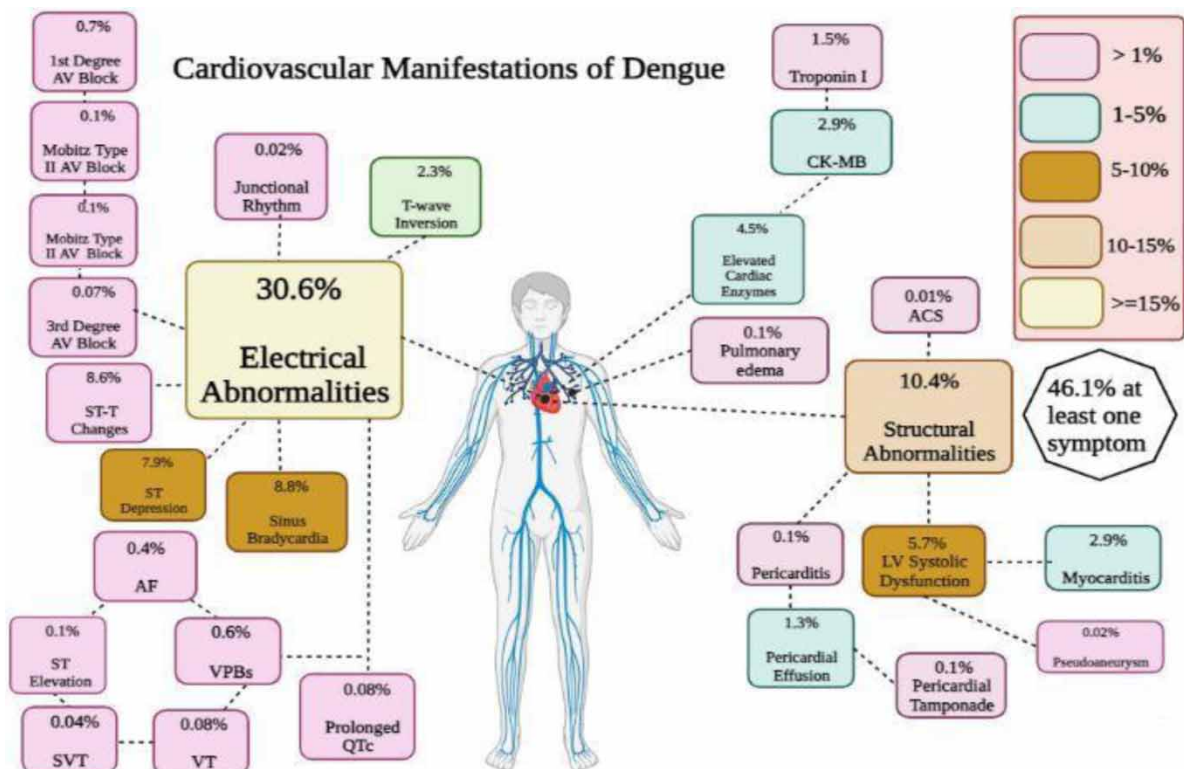 Cardiovascular Manifestations of Dengue
0.7%
1st Degree
AV Block
0.1%
Mobitz Type
II AV Block
0.1%
Mobitz Type
II AV Block
0.07%
3rd Degree
AV Block
8.6%
ST-T
Changes
7.9%
ST
Depression
8.8%
Sinus
Bradycardia
0.02%
Junctional
Rhythm
2.3%
T-wave
Inversion
30.6%
Electrical
Abnormalities
0.4%
AF
0.1%
ST
Elevation
0.6%
VPBs
0.04%
SVT
0.08%
VT
0.08%
Prolonged
QTc
1.5%
Troponin I
2.9%
CK-MB
4.5%
Elevated
Cardiac
Enzymes
0.1%
Pulmonary
edema
0.01%
ACS
10.4%
Structural
Abnormalities
0.1%
Pericarditis
5.7%
LV Systolic
Dysfunction
2.9%
Myocarditis
1.3%
Pericardial
Effusion
0.1%
Pericardial
Tamponade
0.02%
Pseudoaneurysm
> 1%
1-5%
5-10%
10-15%
>=15%
46.1% at
least one
symptom